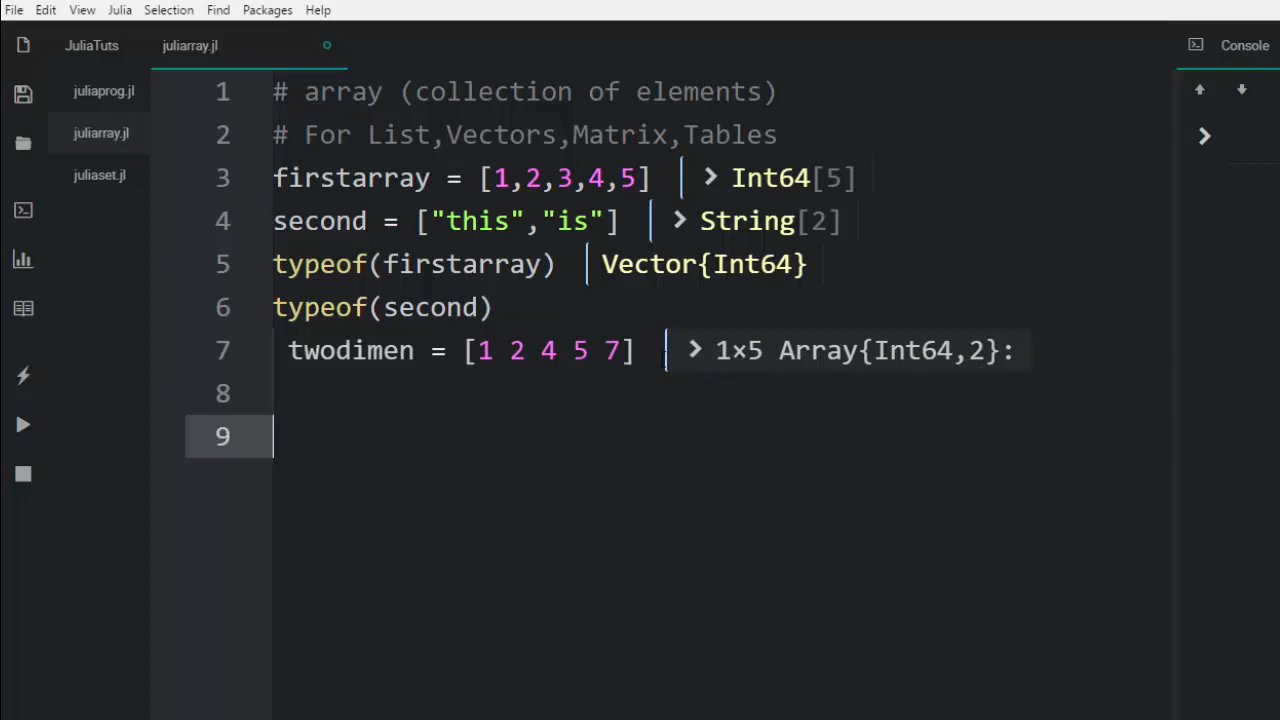 File Edit View Julia Selection Find Packages Help
JuliaTuts juliarray.jl Console
juliaprog.jl
juliarray.jl
juliaset.jl
1 # array (collection of elements)
2 # For List,Vectors,Matrix,Tables
3 firstarray = [1,2,3,4,5] > Int64[5]
4 second = ["this","is"] > String[2]
5 typeof(firstarray) Vector{Int64}
6 typeof(second)
7 twodimen = [1 2 4 5 7] > 1×5 Array{Int64,2}:
8
9